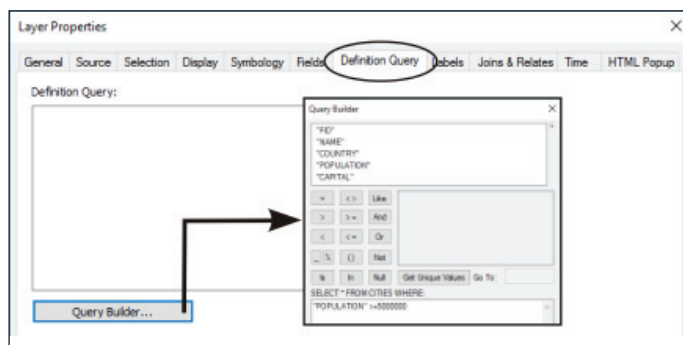 Layer Properties
General Source Selection Display Symbology Fields Definition Query Labels Joins & Relates Time HTML Popup
Definition Query:
Query Builder
"FID"
"NAME"
"COUNTRY"
"POPULATION"
"CAPITAL"
= < > Like
> > = And
< < = Or
_ % () Not
Is In Null Get Unique Values Go To:
SELECT * FROM CITIES WHERE:
"POPULATION" >=5000000
Query Builder...